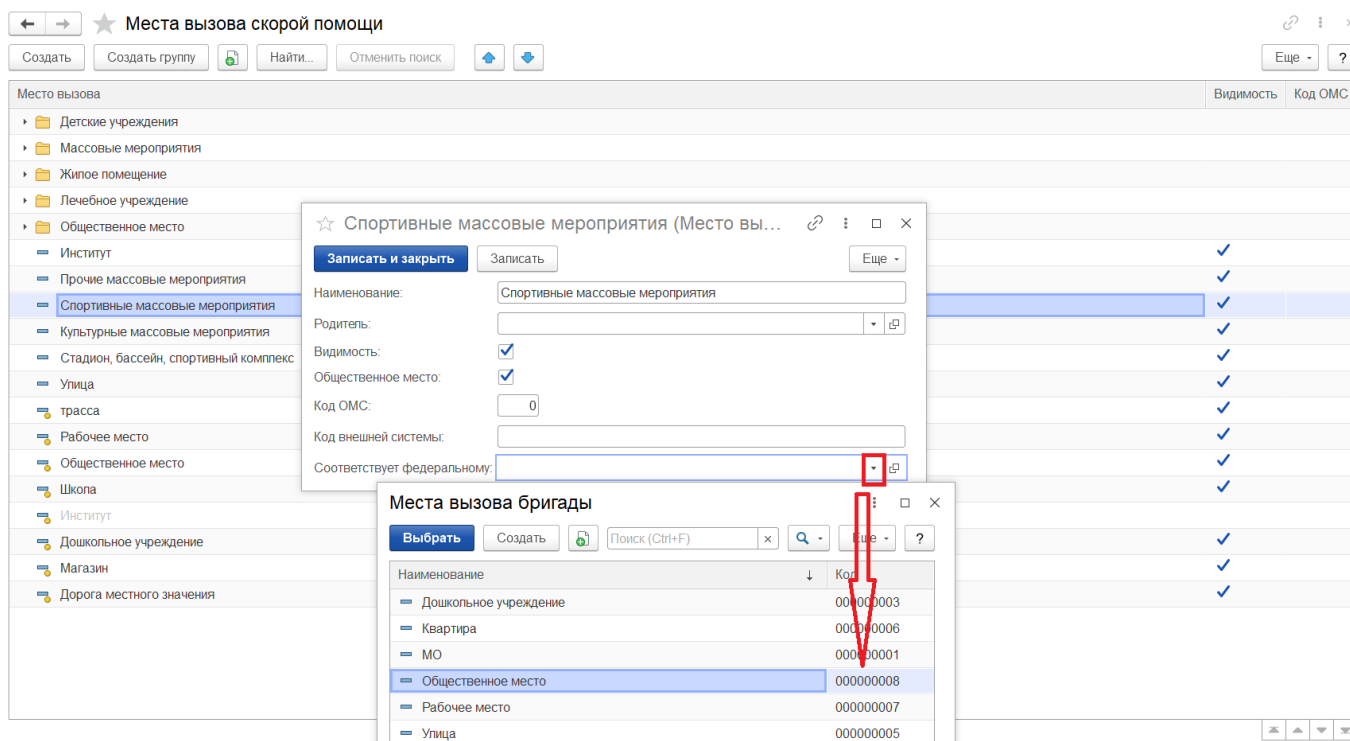 Места вызова скорой помощи
Создать Создать группу Найти... Отменить поиск Еще ?
Место вызова Видимость Код ОМС
Детские учреждения
Массовые мероприятия
Жилое помещение
Лечебное учреждение
Общественное место
Институт
Прочие массовые мероприятия
Спортивные массовые мероприятия
Культурные массовые мероприятия
Стадион, бассейн, спортивный комплекс
Улица
трасса
Рабочее место
Общественное место
Школа
Институт
Дошкольное учреждение
Магазин
Дорога местного значения
Спортивные массовые мероприятия (Место вы...
Записать и закрыть Записать Еще
Наименование: Спортивные массовые мероприятия
Родитель:
Видимость:
Общественное место:
Код ОМС: 0
Код внешней системы:
Соответствует федеральному:
Места вызова бригады
Выбрать Создать Поиск (Ctrl+F) Еще ?
Наименование Код
Дошкольное учреждение 000000003
Квартира 000000006
МО 000000001
Общественное место 000000008
Рабочее место 000000007
Улица 000000005